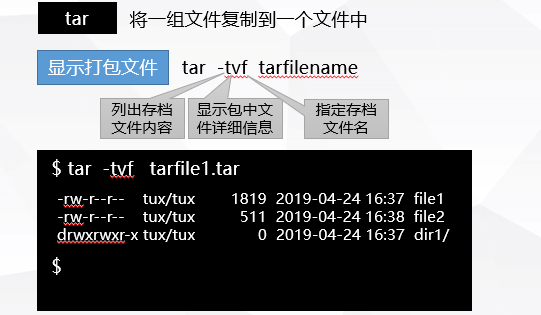 tar 将一组文件复制到一个文件中
显示打包文件 tar -tvf tarfilename
列出存档
文件内容
显示包中文
件详细信息
指定存档
文件名
$ tar -tvf tarfile1.tar
-rw-r--r-- tux/tux 1819 2019-04-24 16:37 file1
-rw-r--r-- tux/tux 511 2019-04-24 16:38 file2
drwxrwxr-x tux/tux 0 2019-04-24 16:37 dir1/
$